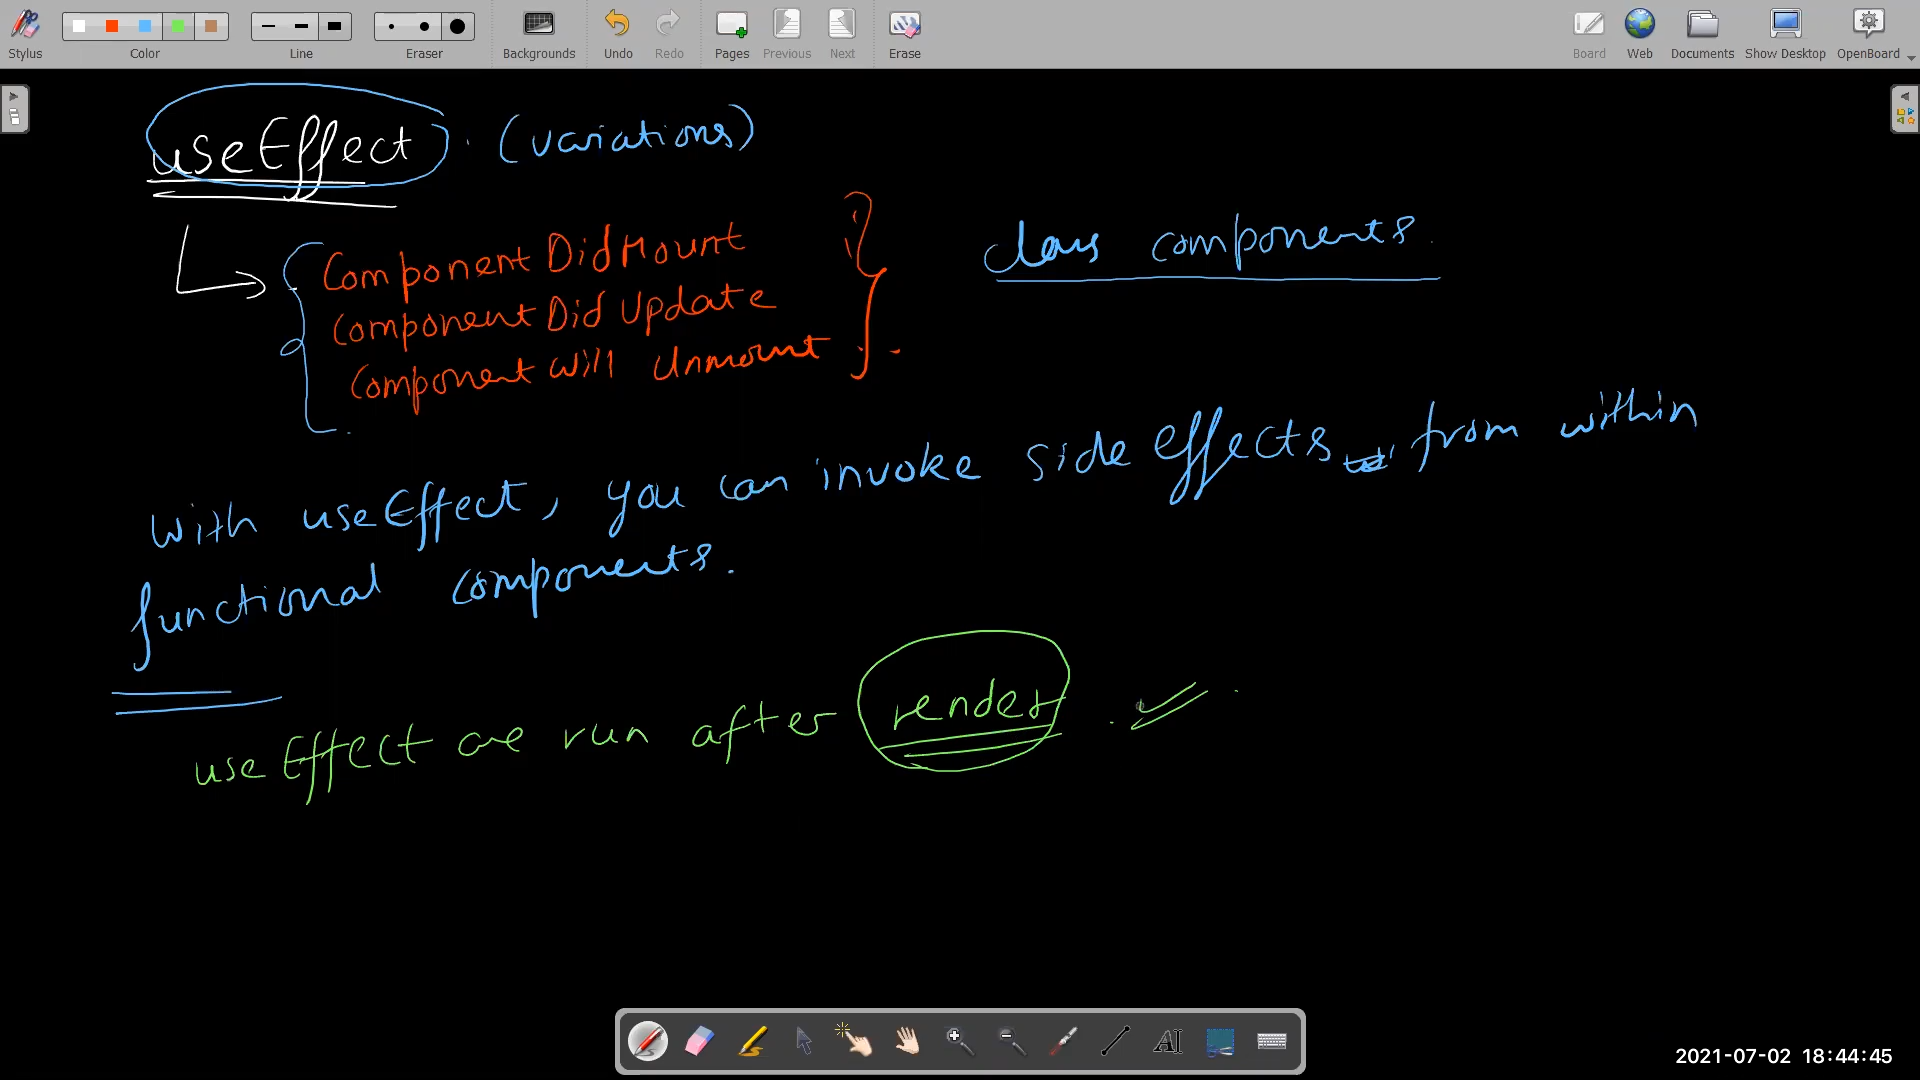 Stylus Color Line Eraser Backgrounds Undo Redo Pages Previous Next Erase Board Web Documents Show Desktop OpenBoard
useEffect. (variations)
Component DidMount
Component Did Update
Component Will Unmount
class components.
With useEffect, you can invoke side effects from within
functional components.
useEffect are run after render.
2021-07-02 18:44:45